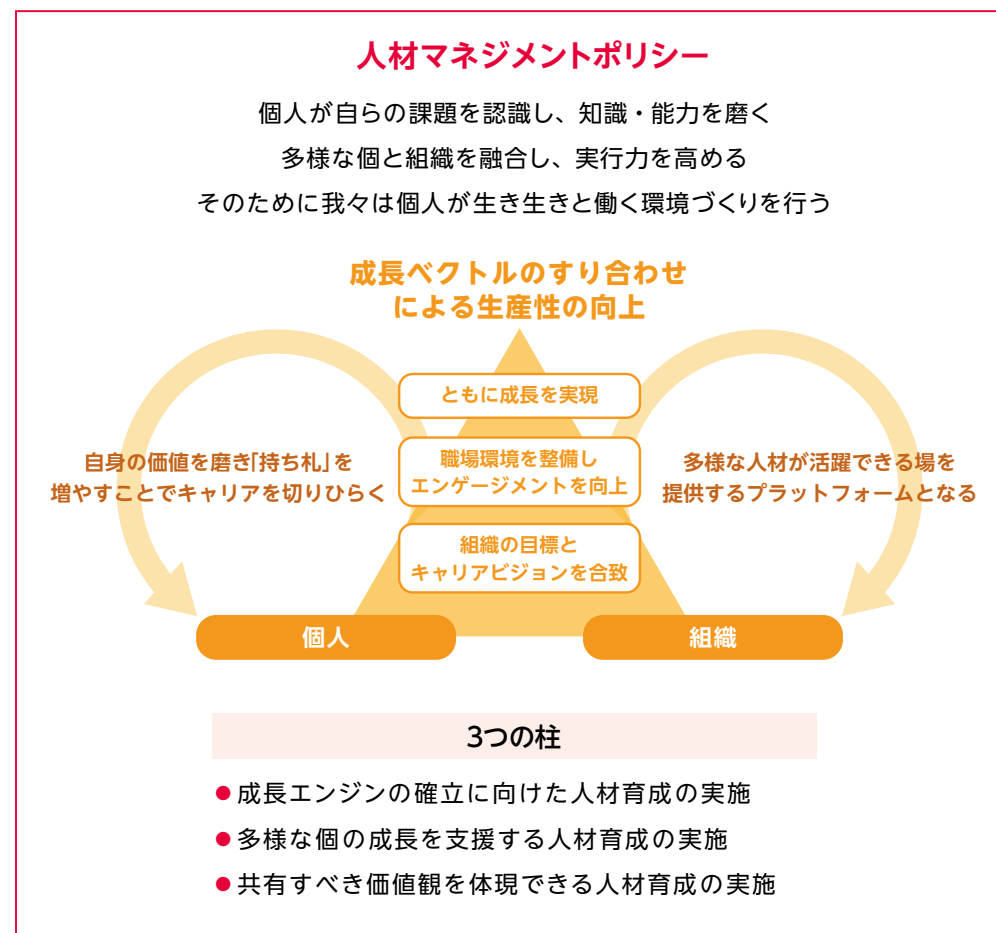 人材マネジメントポリシー
個人が自らの課題を認識し、知識・能力を磨く
多様な個と組織を融合し、実行力を高める
そのために我々は個人が生き生きと働く環境づくりを行う
成長ベクトルのすり合わせ
による生産性の向上
ともに成長を実現
自身の価値を磨き「持ち札」を
増やすことでキャリアを切りひらく
職場環境を整備し
エンゲージメントを向上
多様な人材が活躍できる場を
提供するプラットフォームとなる
組織の目標と
キャリアビジョンを合致
個人
組織
3つの柱
●成長エンジンの確立に向けた人材育成の実施
●多様な個の成長を支援する人材育成の実施
●共有すべき価値観を体現できる人材育成の実施